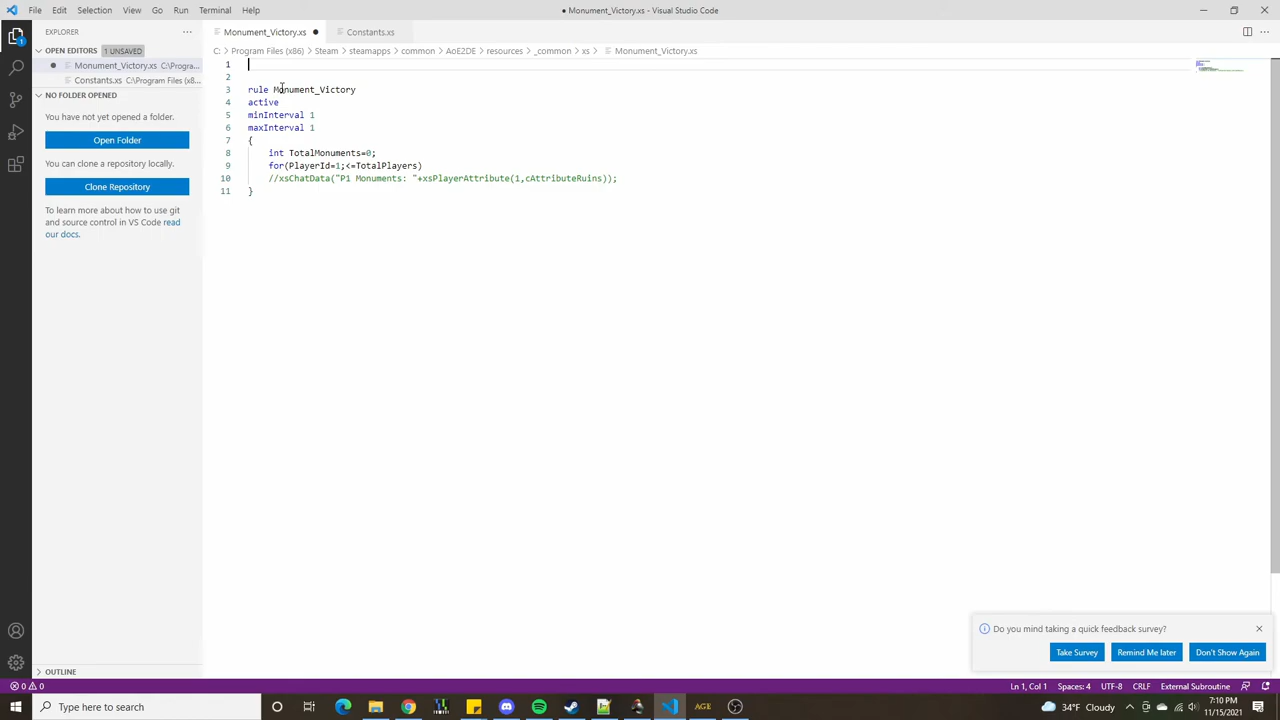 File Edit Selection View Go Run Terminal Help
● Monument_Victory.xs - Visual Studio Code
EXPLORER ···
Monument_Victory.xs ●
Constants.xs
OPEN EDITORS 1 UNSAVED
● Monument_Victory.xs C:\Progra...
Constants.xs C:\Program Files (x8...
NO FOLDER OPENED
You have not yet opened a folder.
Open Folder
You can clone a repository locally.
Clone Repository
To learn more about how to use git
and source control in VS Code read
our docs.
OUTLINE
C: > Program Files (x86) > Steam > steamapps > common > AoE2DE > resources > _common > xs > Monument_Victory.xs
1
2
3 rule Monument_Victory
4 active
5 minInterval 1
6 maxInterval 1
7 {
8 int TotalMonuments=0;
9 for(PlayerId=1;<=TotalPlayers)
10 //xsChatData("P1 Monuments: "+xsPlayerAttribute(1,cAttributeRuins));
11 }
Do you mind taking a quick feedback survey?
Take Survey Remind Me later Don't Show Again
0 0 Ln 1, Col 1 Spaces: 4 UTF-8 CRLF External Subroutine
Type here to search
34°F Cloudy
7:10 PM
11/15/2021